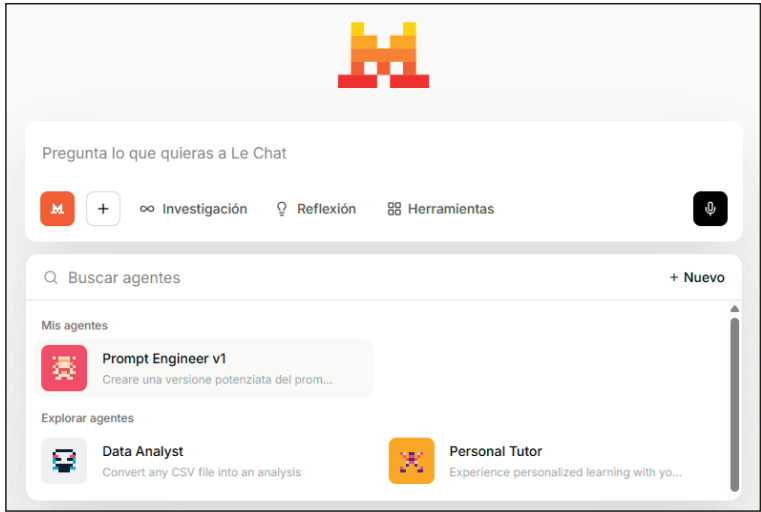 Pregunta lo que quieras a Le Chat
Investigación Reflexión Herramientas
Buscar agentes + Nuevo
Mis agentes
Prompt Engineer v1
Creare una versione potenziata del prom...
Explorar agentes
Data Analyst
Convert any CSV file into an analysis
Personal Tutor
Experience personalized learning with yo...